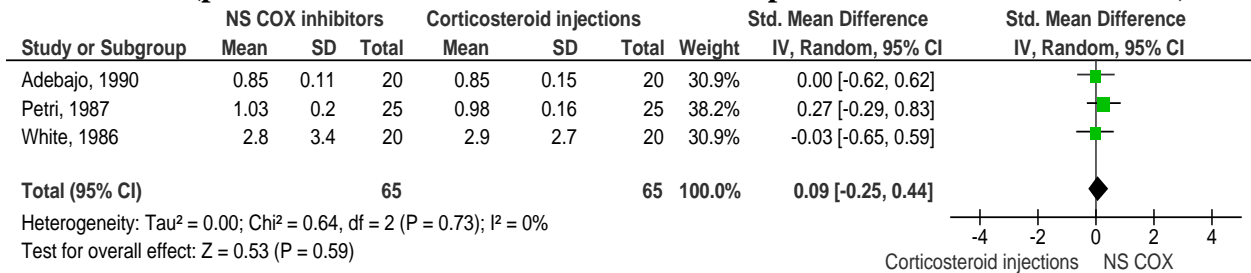 NS COX inhibitors Corticosteroid injections Std. Mean Difference Std. Mean Difference
Study or Subgroup Mean SD Total Mean SD Total Weight IV, Random, 95% CI IV, Random, 95% CI
Adebajo, 1990 0.85 0.11 20 0.85 0.15 20 30.9% 0.00 [-0.62, 0.62]
Petri, 1987 1.03 0.2 25 0.98 0.16 25 38.2% 0.27 [-0.29, 0.83]
White, 1986 2.8 3.4 20 2.9 2.7 20 30.9% -0.03 [-0.65, 0.59]
Total (95% CI) 65 65 100.0% 0.09 [-0.25, 0.44]
Heterogeneity: Tau² = 0.00; Chi² = 0.64, df = 2 (P = 0.73); I² = 0%
Test for overall effect: Z = 0.53 (P = 0.59)
-4 -2 0 2 4
Corticosteroid injections NS COX